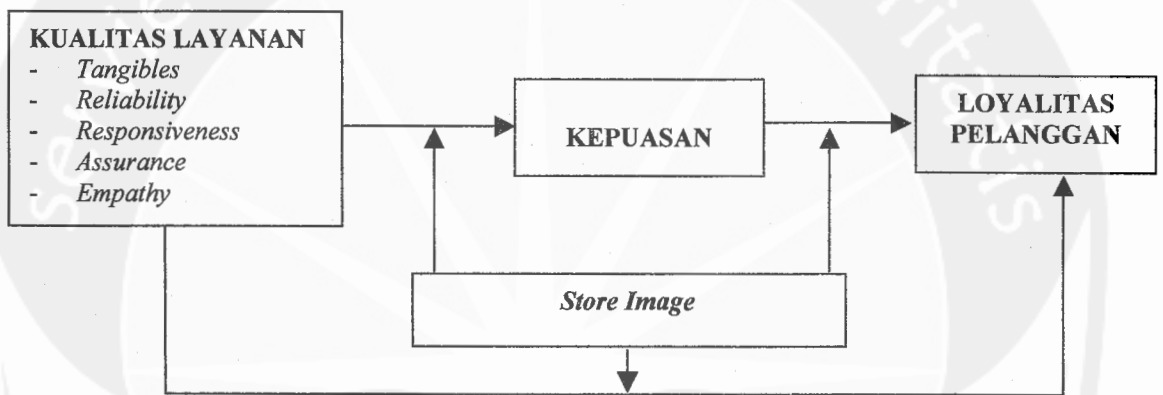 KUALITAS LAYANAN
- Tangibles
- Reliability
- Responsiveness
- Assurance
- Empathy
KEPUASAN
LOYALITAS
PELANGGAN
Store Image